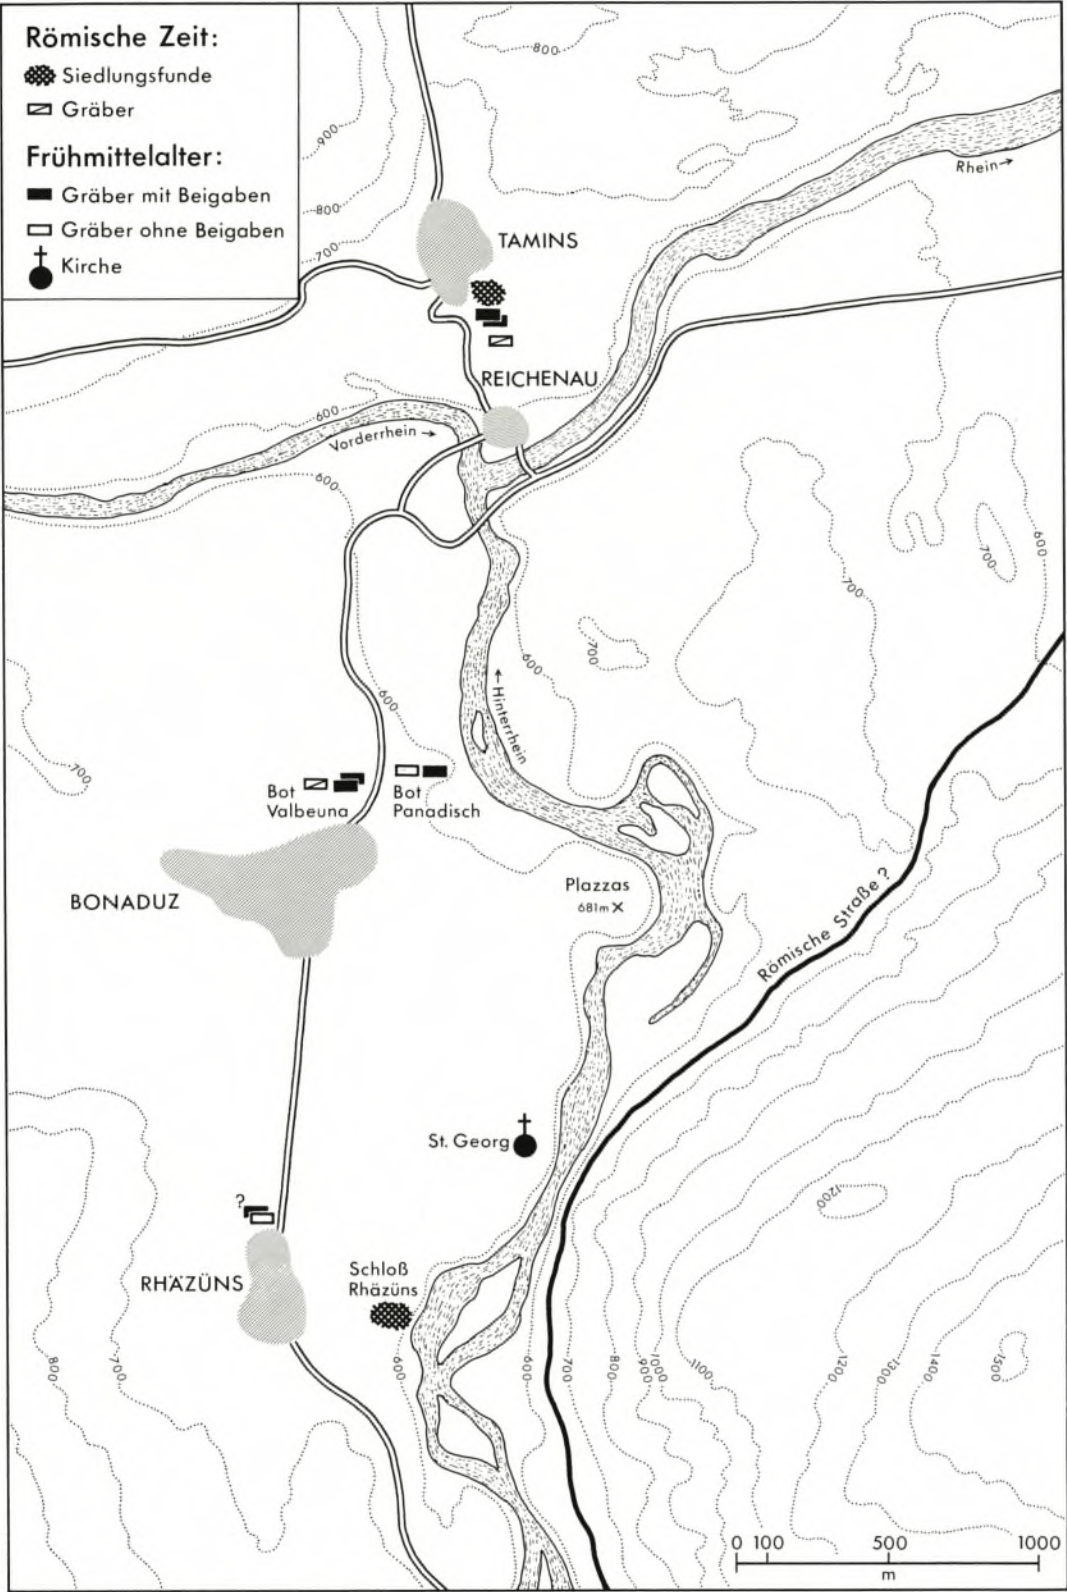 Römische Zeit:
Siedlungsfunde
Gräber
Frühmittelalter:
Gräber mit Beigaben
Gräber ohne Beigaben
Kirche
800
900
800
700
Rhein→
TAMINS
REICHENAU
600
Vorderrhein →
600
700
700
600
700
600
← Hinterrhein
600
700
Bot
Valbeuna
Bot
Panadisch
BONADUZ
Plazzas
681m X
Römische Straße ?
St. Georg
1200
?
RHÄZÜNS
Schloß
Rhäzüns
800
700
600
600
700
800
900
1000
1100
1200
1300
1400
1500
0 100 500 1000
m